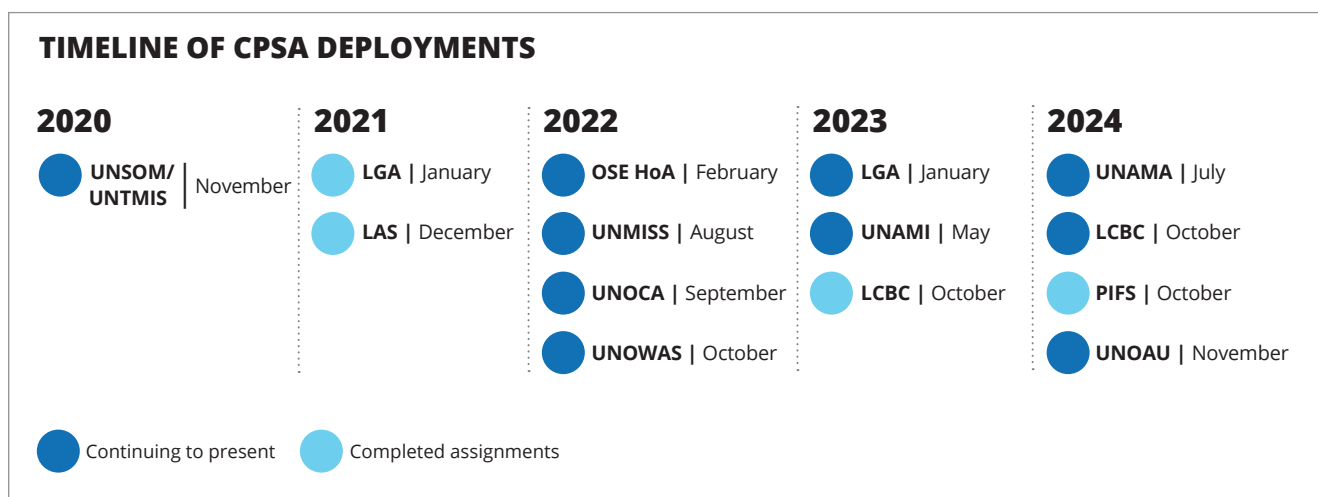 TIMELINE OF CPSA DEPLOYMENTS
2020
UNSOM/
UNTMIS | November
2021
LGA | January
LAS | December
2022
OSE HoA | February
UNMISS | August
UNOCA | September
UNOWAS | October
2023
LGA | January
UNAMI | May
LCBC | October
2024
UNAMA | July
LCBC | October
PIFS | October
UNOAU | November
Continuing to present
Completed assignments